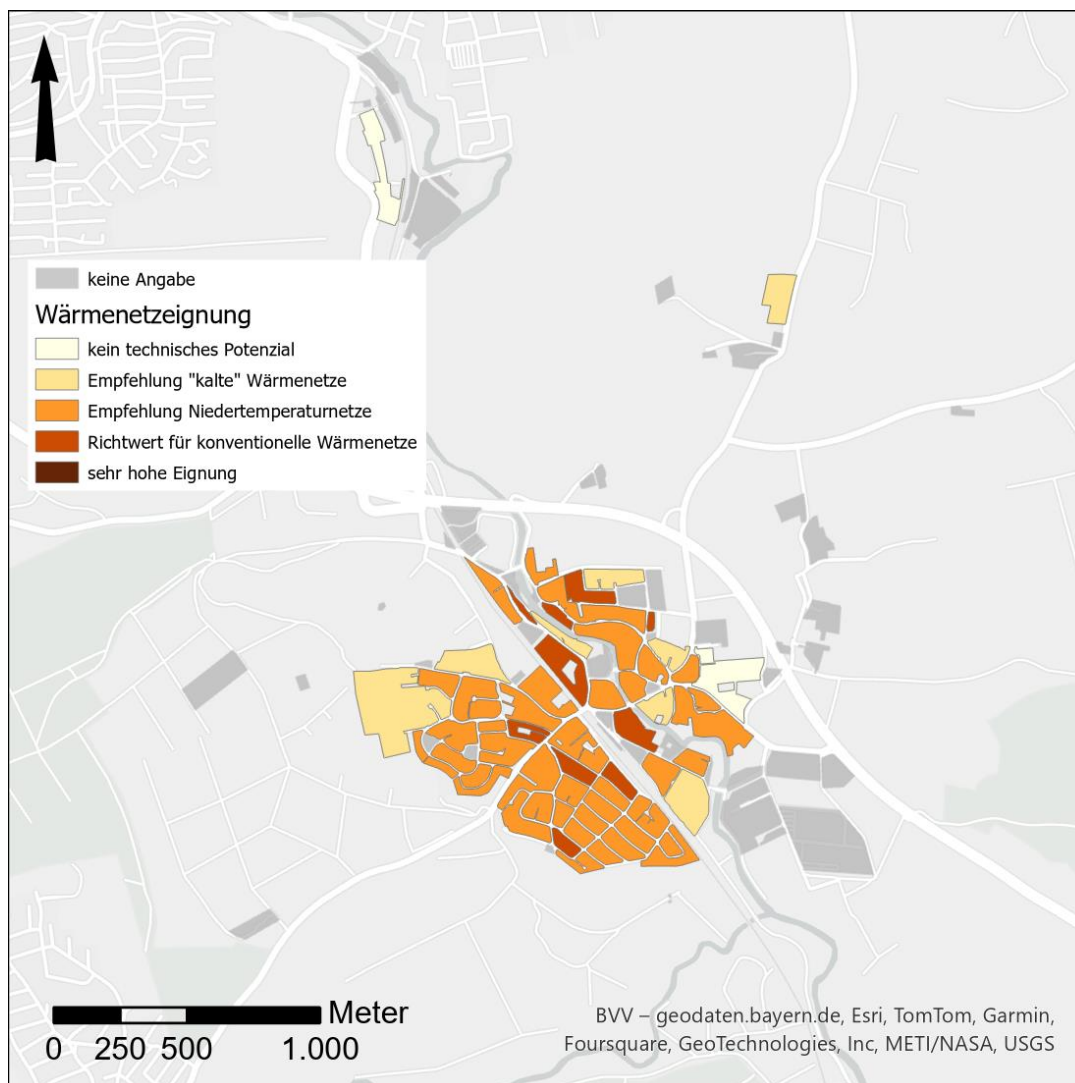 keine Angabe
Wärmenetzeignung
kein technisches Potenzial
Empfehlung "kalte" Wärmenetze
Empfehlung Niedertemperaturnetze
Richtwert für konventionelle Wärmenetze
sehr hohe Eignung
Meter
0 250 500 1.000
BVV – geodaten.bayern.de, Esri, TomTom, Garmin,
Foursquare, GeoTechnologies, Inc, METI/NASA, USGS